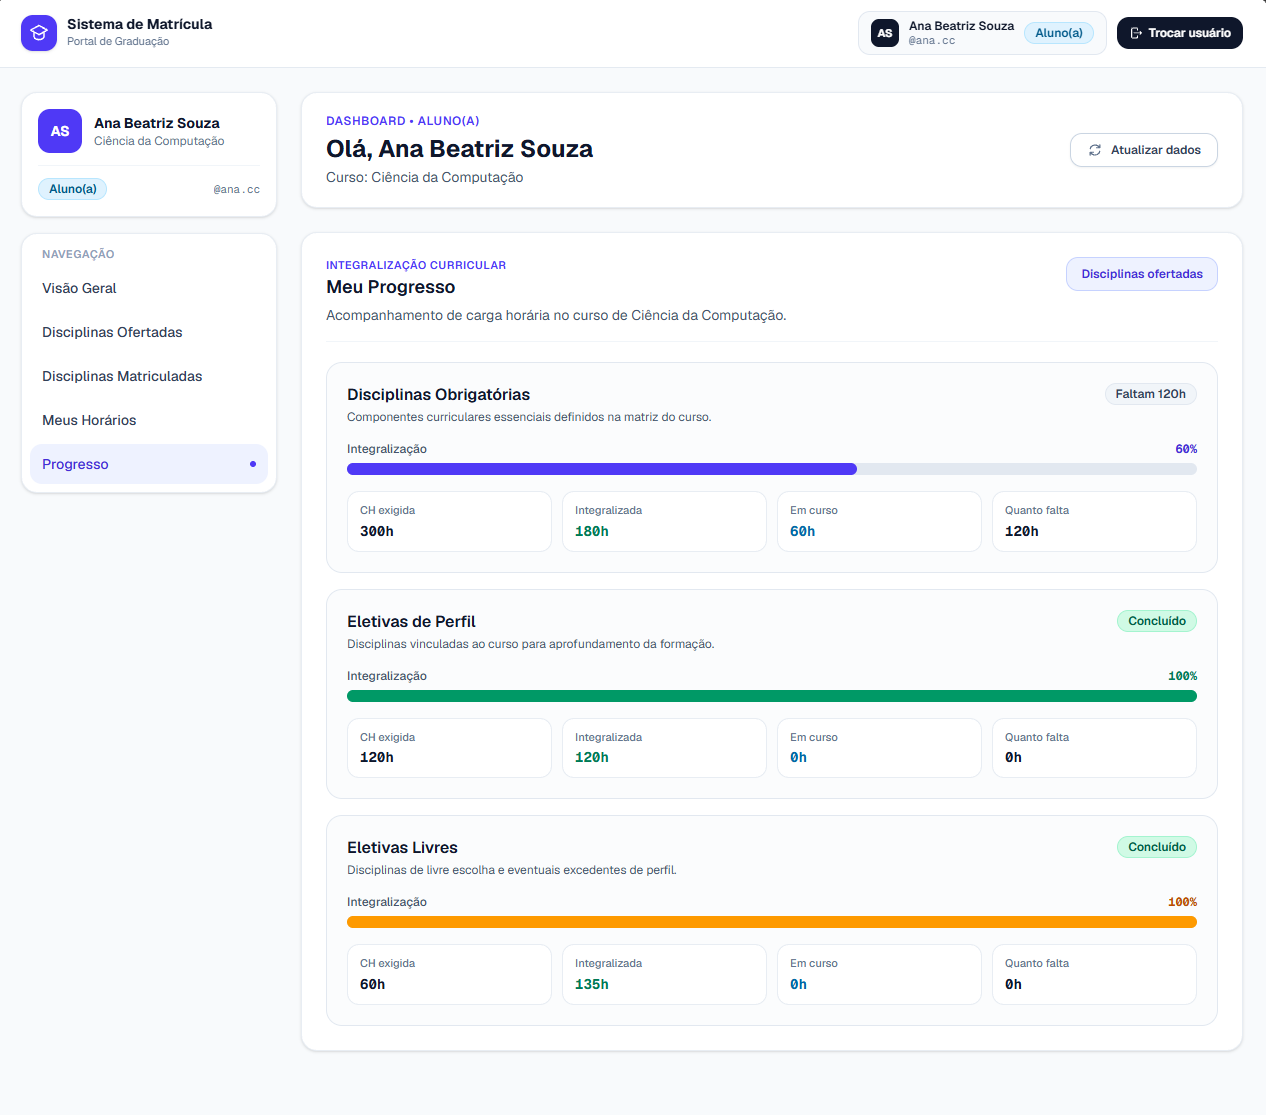 Sistema de Matrícula
Portal de Graduação
AS
Ana Beatriz Souza
@ana.cc
Aluno(a)
Trocar usuário
AS
Ana Beatriz Souza
Ciência da Computação
Aluno(a)
@ana.cc
NAVEGAÇÃO
Visão Geral
Disciplinas Ofertadas
Disciplinas Matriculadas
Meus Horários
Progresso
DASHBOARD • ALUNO(A)
Olá, Ana Beatriz Souza
Curso: Ciência da Computação
Atualizar dados
INTEGRALIZAÇÃO CURRICULAR
Meu Progresso
Acompanhamento de carga horária no curso de Ciência da Computação.
Disciplinas ofertadas
Disciplinas Obrigatórias
Componentes curriculares essenciais definidos na matriz do curso.
Faltam 120h
Integralização
60%
CH exigida
300h
Integralizada
180h
Em curso
60h
Quanto falta
120h
Eletivas de Perfil
Disciplinas vinculadas ao curso para aprofundamento da formação.
Concluído
Integralização
100%
CH exigida
120h
Integralizada
120h
Em curso
0h
Quanto falta
0h
Eletivas Livres
Disciplinas de livre escolha e eventuais excedentes de perfil.
Concluído
Integralização
100%
CH exigida
60h
Integralizada
135h
Em curso
0h
Quanto falta
0h